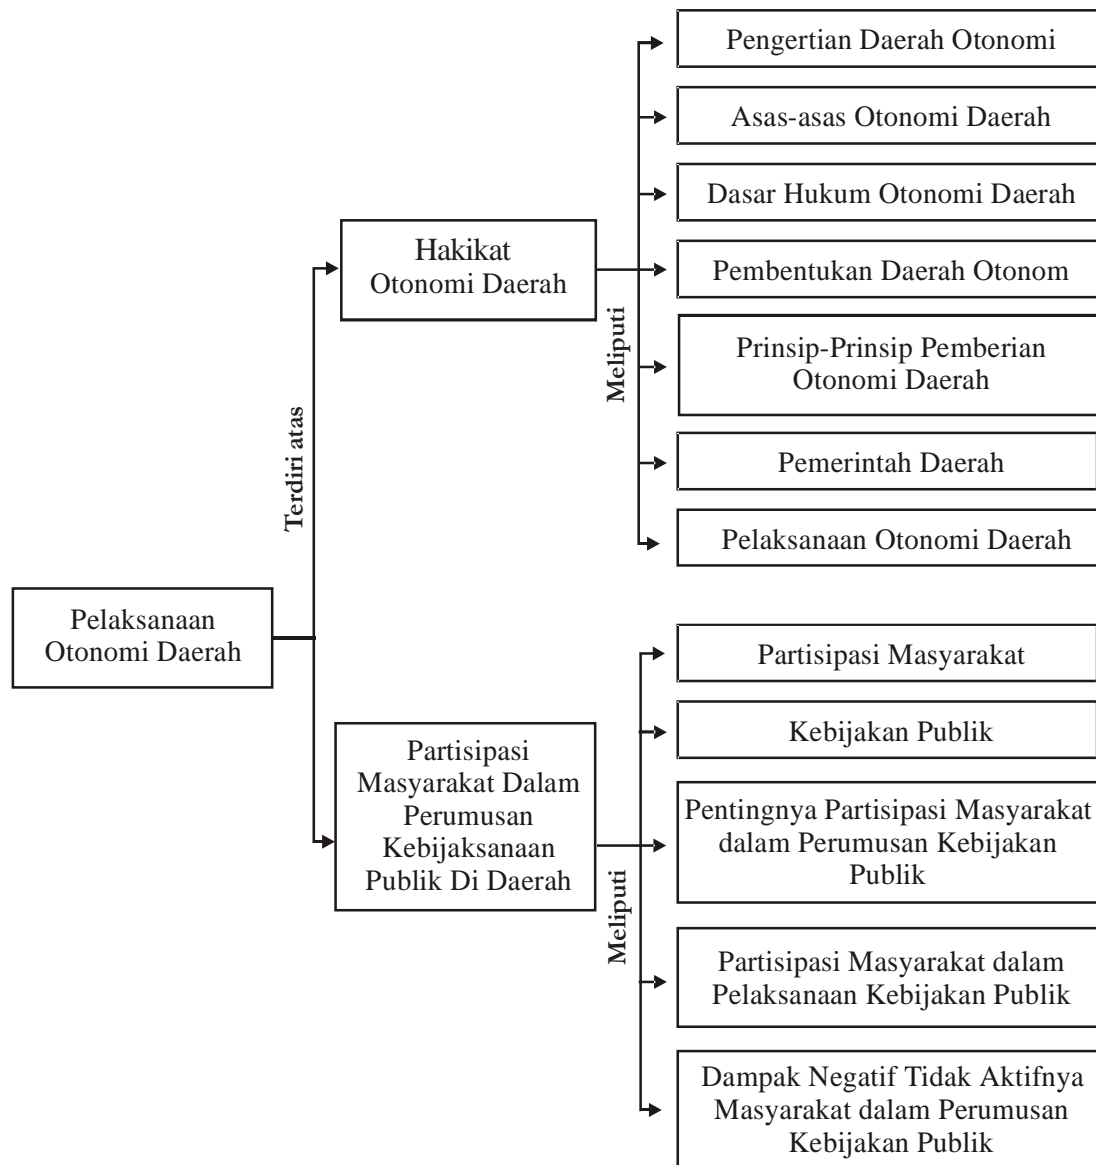 Pelaksanaan
Otonomi Daerah
Terdiri atas
Hakikat
Otonomi Daerah
Meliputi
Pengertian Daerah Otonomi
Asas-asas Otonomi Daerah
Dasar Hukum Otonomi Daerah
Pembentukan Daerah Otonom
Prinsip-Prinsip Pemberian
Otonomi Daerah
Pemerintah Daerah
Pelaksanaan Otonomi Daerah
Partisipasi
Masyarakat Dalam
Perumusan
Kebijaksanaan
Publik Di Daerah
Meliputi
Partisipasi Masyarakat
Kebijakan Publik
Pentingnya Partisipasi Masyarakat
dalam Perumusan Kebijakan
Publik
Partisipasi Masyarakat dalam
Pelaksanaan Kebijakan Publik
Dampak Negatif Tidak Aktifnya
Masyarakat dalam Perumusan
Kebijakan Publik